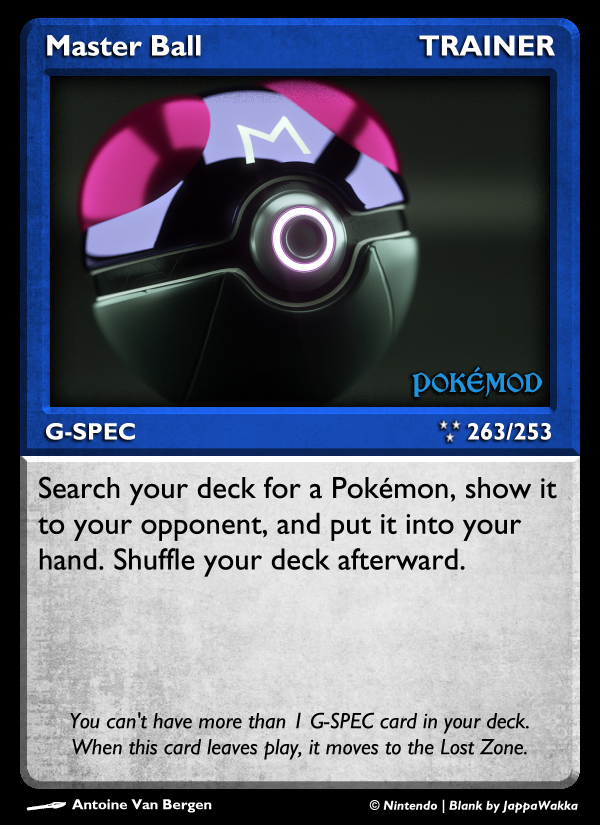 Master Ball TRAINER
M
POKÉMOD
G-SPEC 263/253
Search your deck for a Pokémon, show it
to your opponent, and put it into your
hand. Shuffle your deck afterward.
You can't have more than 1 G-SPEC card in your deck.
When this card leaves play, it moves to the Lost Zone.
Antoine Van Bergen © Nintendo | Blank by JappaWakka